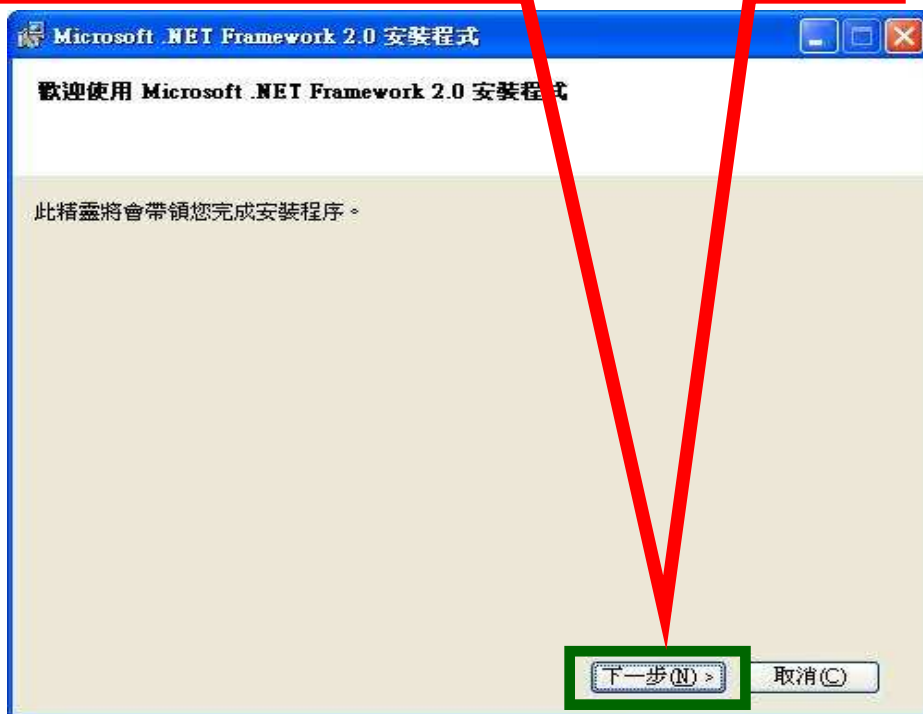 Microsoft .NET Framework 2.0 安裝程式
歡迎使用 Microsoft .NET Framework 2.0 安裝程式
此精靈將會帶領您完成安裝程序。
下一步(N) >
取消(C)